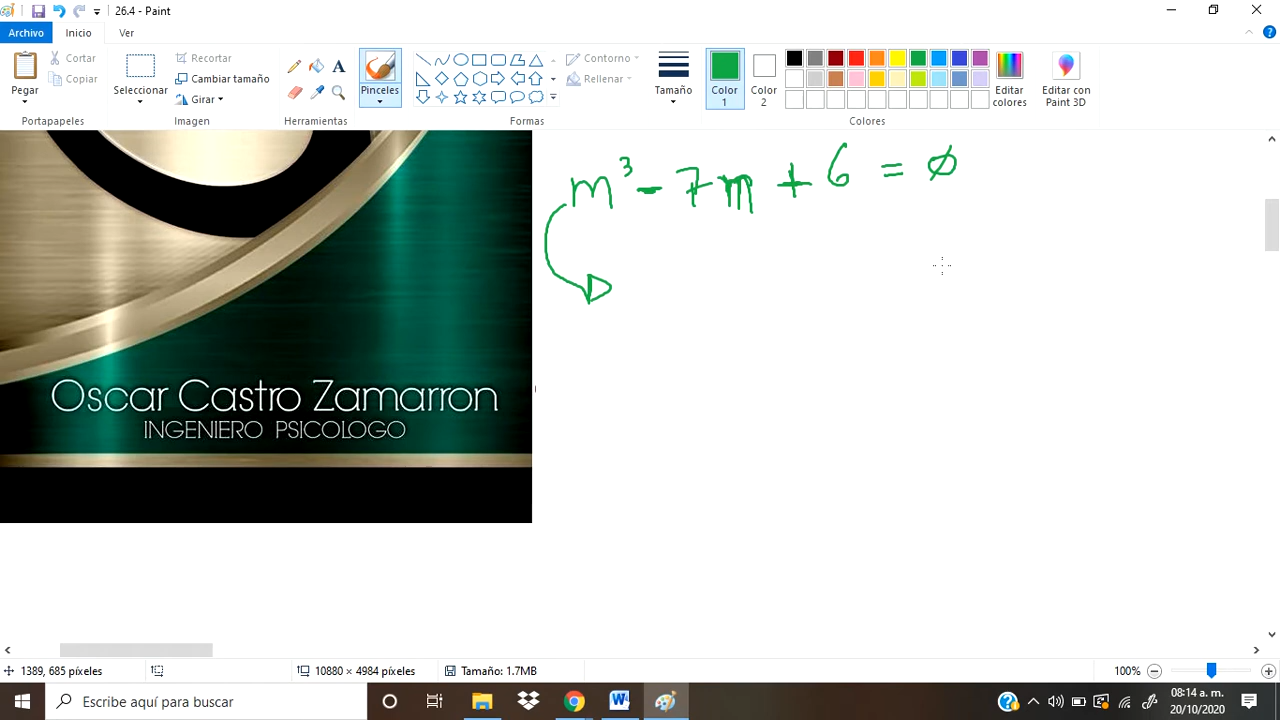 26.4 - Paint
Archivo Inicio Ver
Pegar
Cortar
Copiar
Portapapeles
Seleccionar
Recortar
Cambiar tamaño
Girar
Imagen
A
Herramientas
Pinceles
Contorno
Rellenar
Formas
Tamaño
Color 1
Color 2
Editar colores
Colores
Editar con Paint 3D
m³ - 7m + 6 = ∅
Oscar Castro Zamarron
INGENIERO PSICOLOGO
1389, 685 píxeles
10880 × 4984 píxeles
Tamaño: 1.7MB
100%
Escribe aquí para buscar
08:14 a. m.
20/10/2020